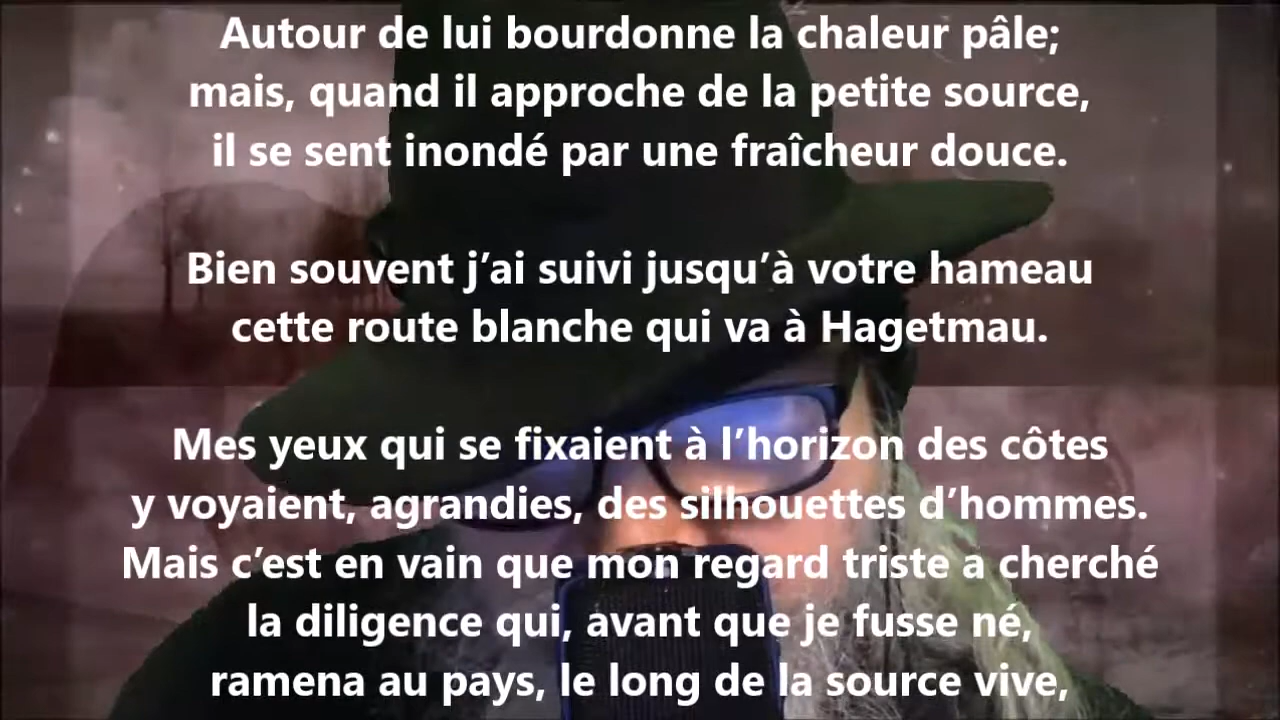 Autour de lui bourdonne la chaleur pâle;
mais, quand il approche de la petite source,
il se sent inondé par une fraîcheur douce.
Bien souvent j’ai suivi jusqu’à votre hameau
cette route blanche qui va à Hagetmau.
Mes yeux qui se fixaient à l’horizon des côtes
y voyaient, agrandies, des silhouettes d’hommes.
Mais c’est en vain que mon regard triste a cherché
la diligence qui, avant que je fusse né,
ramena au pays, le long de la source vive,